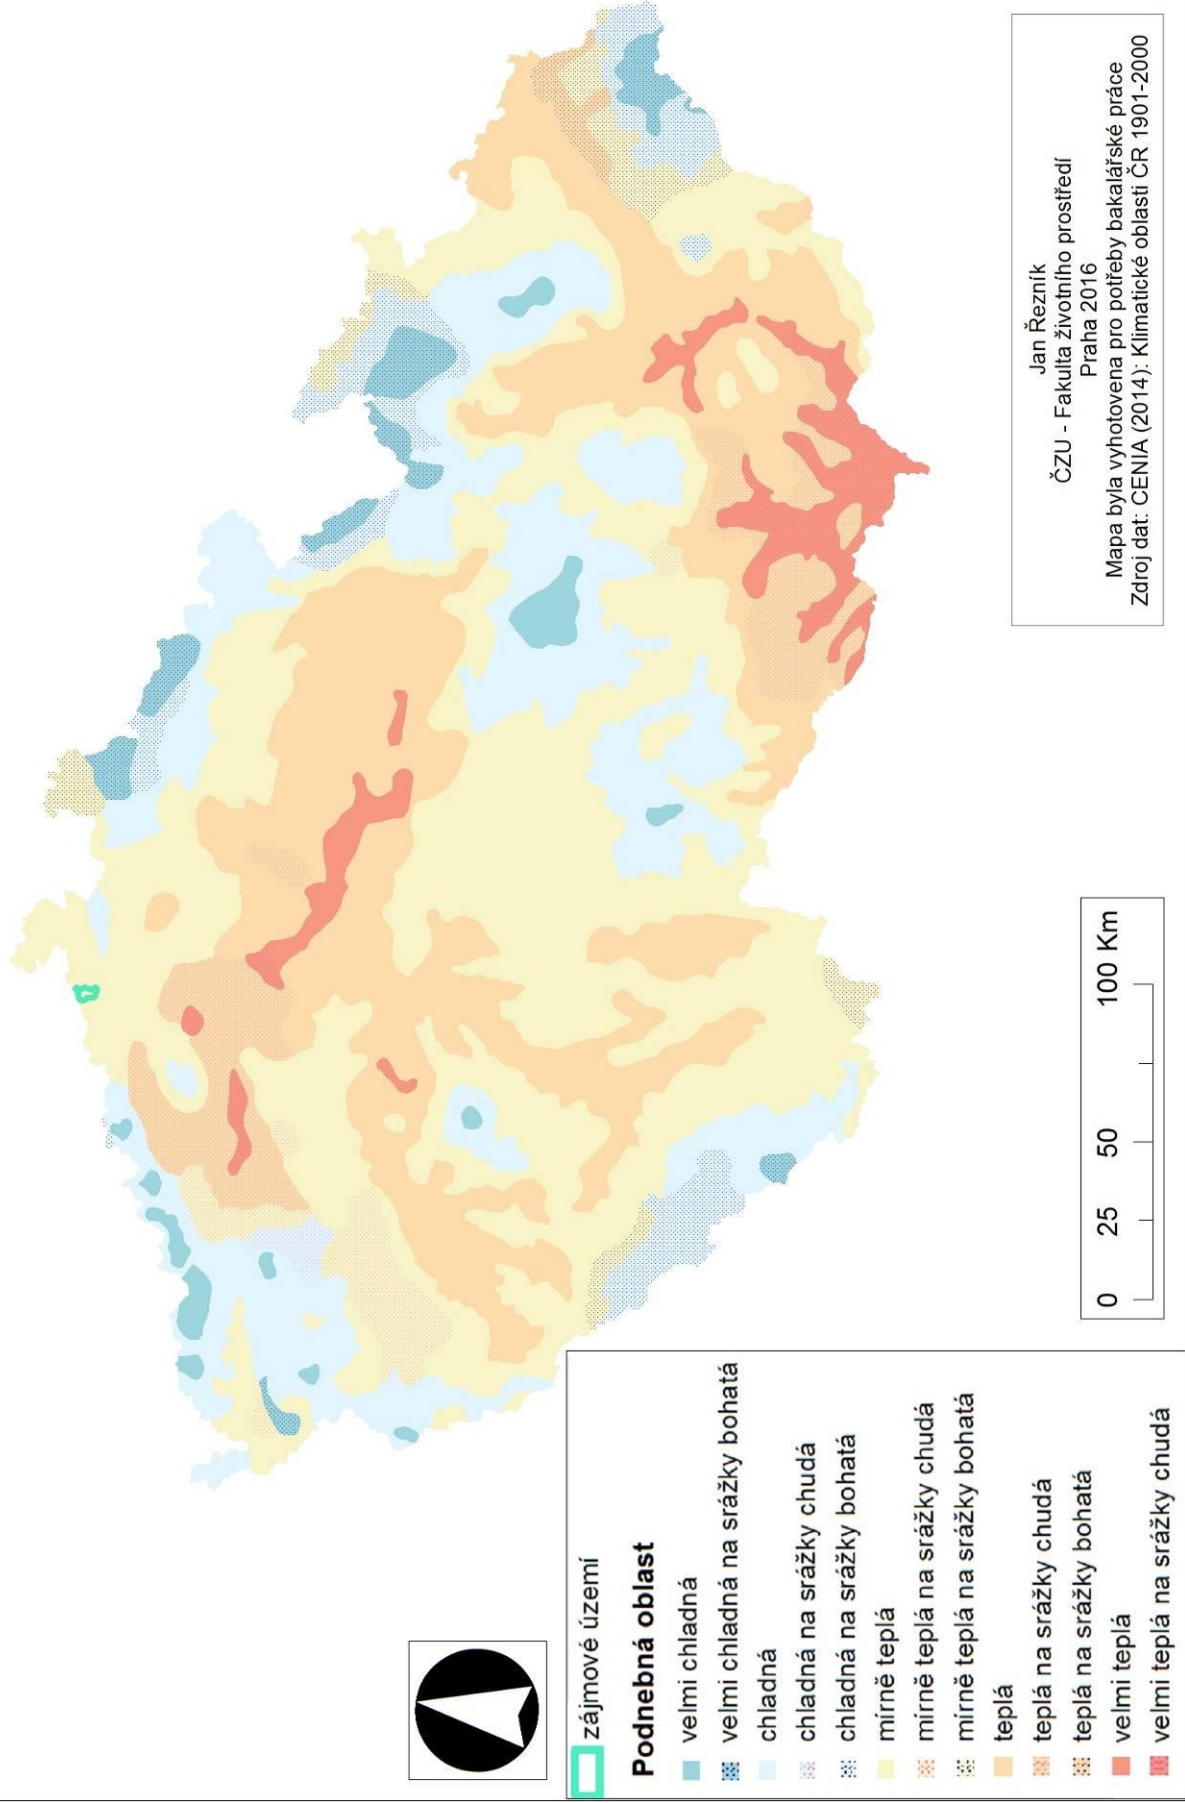 Jan Řezník
ČZU - Fakulta životního prostředí
Praha 2016
Mapa byla vyhotovena pro potřeby bakalářské práce
Zdroj dat: CENIA (2014): Klimatické oblasti ČR 1901-2000
0 25 50 100 Km
zájmové území
Podnebná oblast
velmi chladná
velmi chladná na srážky bohatá
chladná
chladná na srážky chudá
chladná na srážky bohatá
mírně teplá
mírně teplá na srážky chudá
mírně teplá na srážky bohatá
teplá
teplá na srážky chudá
teplá na srážky bohatá
velmi teplá
velmi teplá na srážky chudá